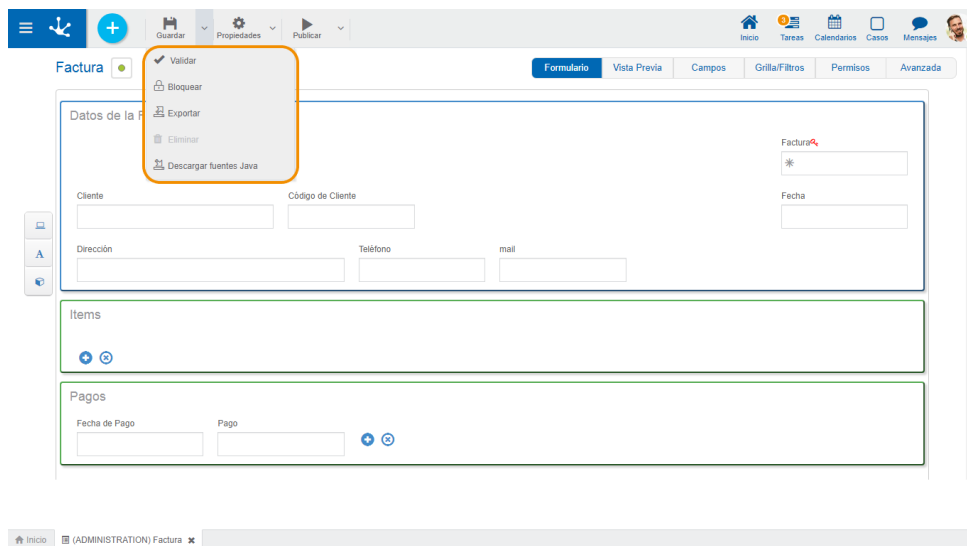 Guardar
Propiedades
Publicar
Inicio
3
Tareas
Calendarios
Casos
Mensajes
Factura
Validar
Bloquear
Exportar
Eliminar
Descargar fuentes Java
Formulario
Vista Previa
Campos
Grilla/Filtros
Permisos
Avanzada
Datos de la F
Factura
Cliente
Código de Cliente
Fecha
Dirección
Teléfono
mail
A
Items
Pagos
Fecha de Pago
Pago
Inicio
(ADMINISTRATION) Factura